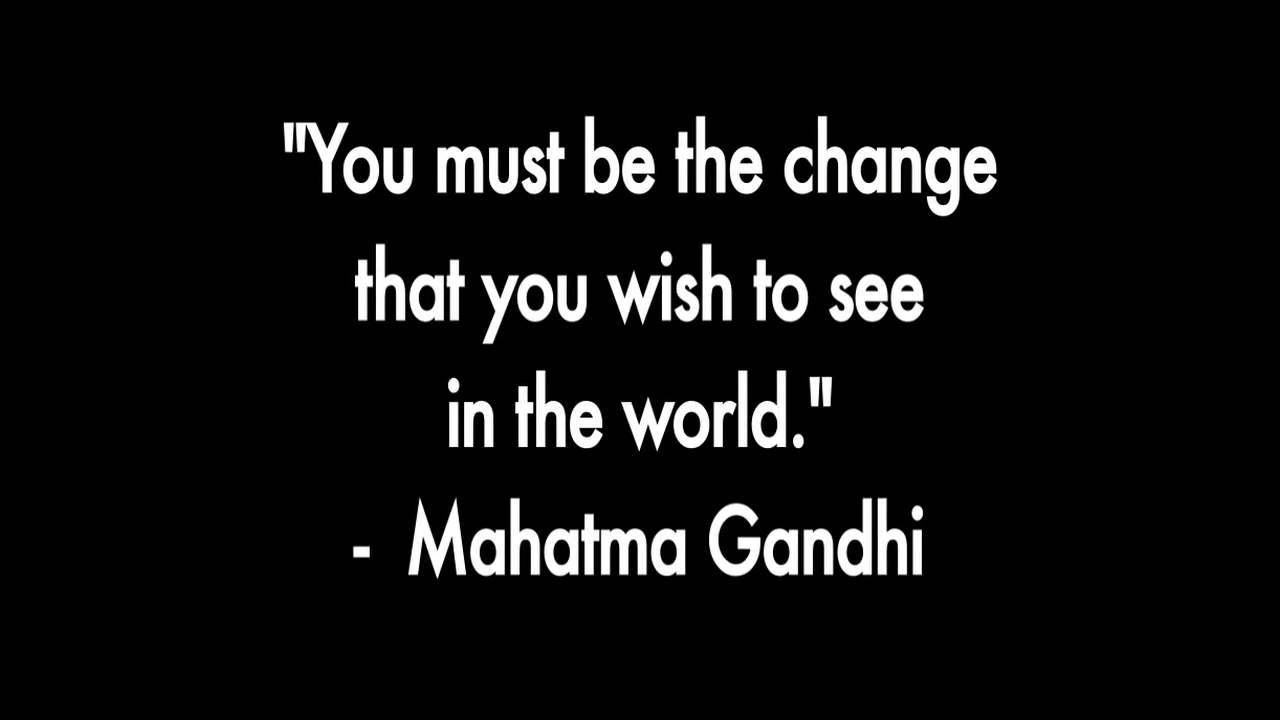 "You must be the change
that you wish to see
in the world."
- Mahatma Gandhi